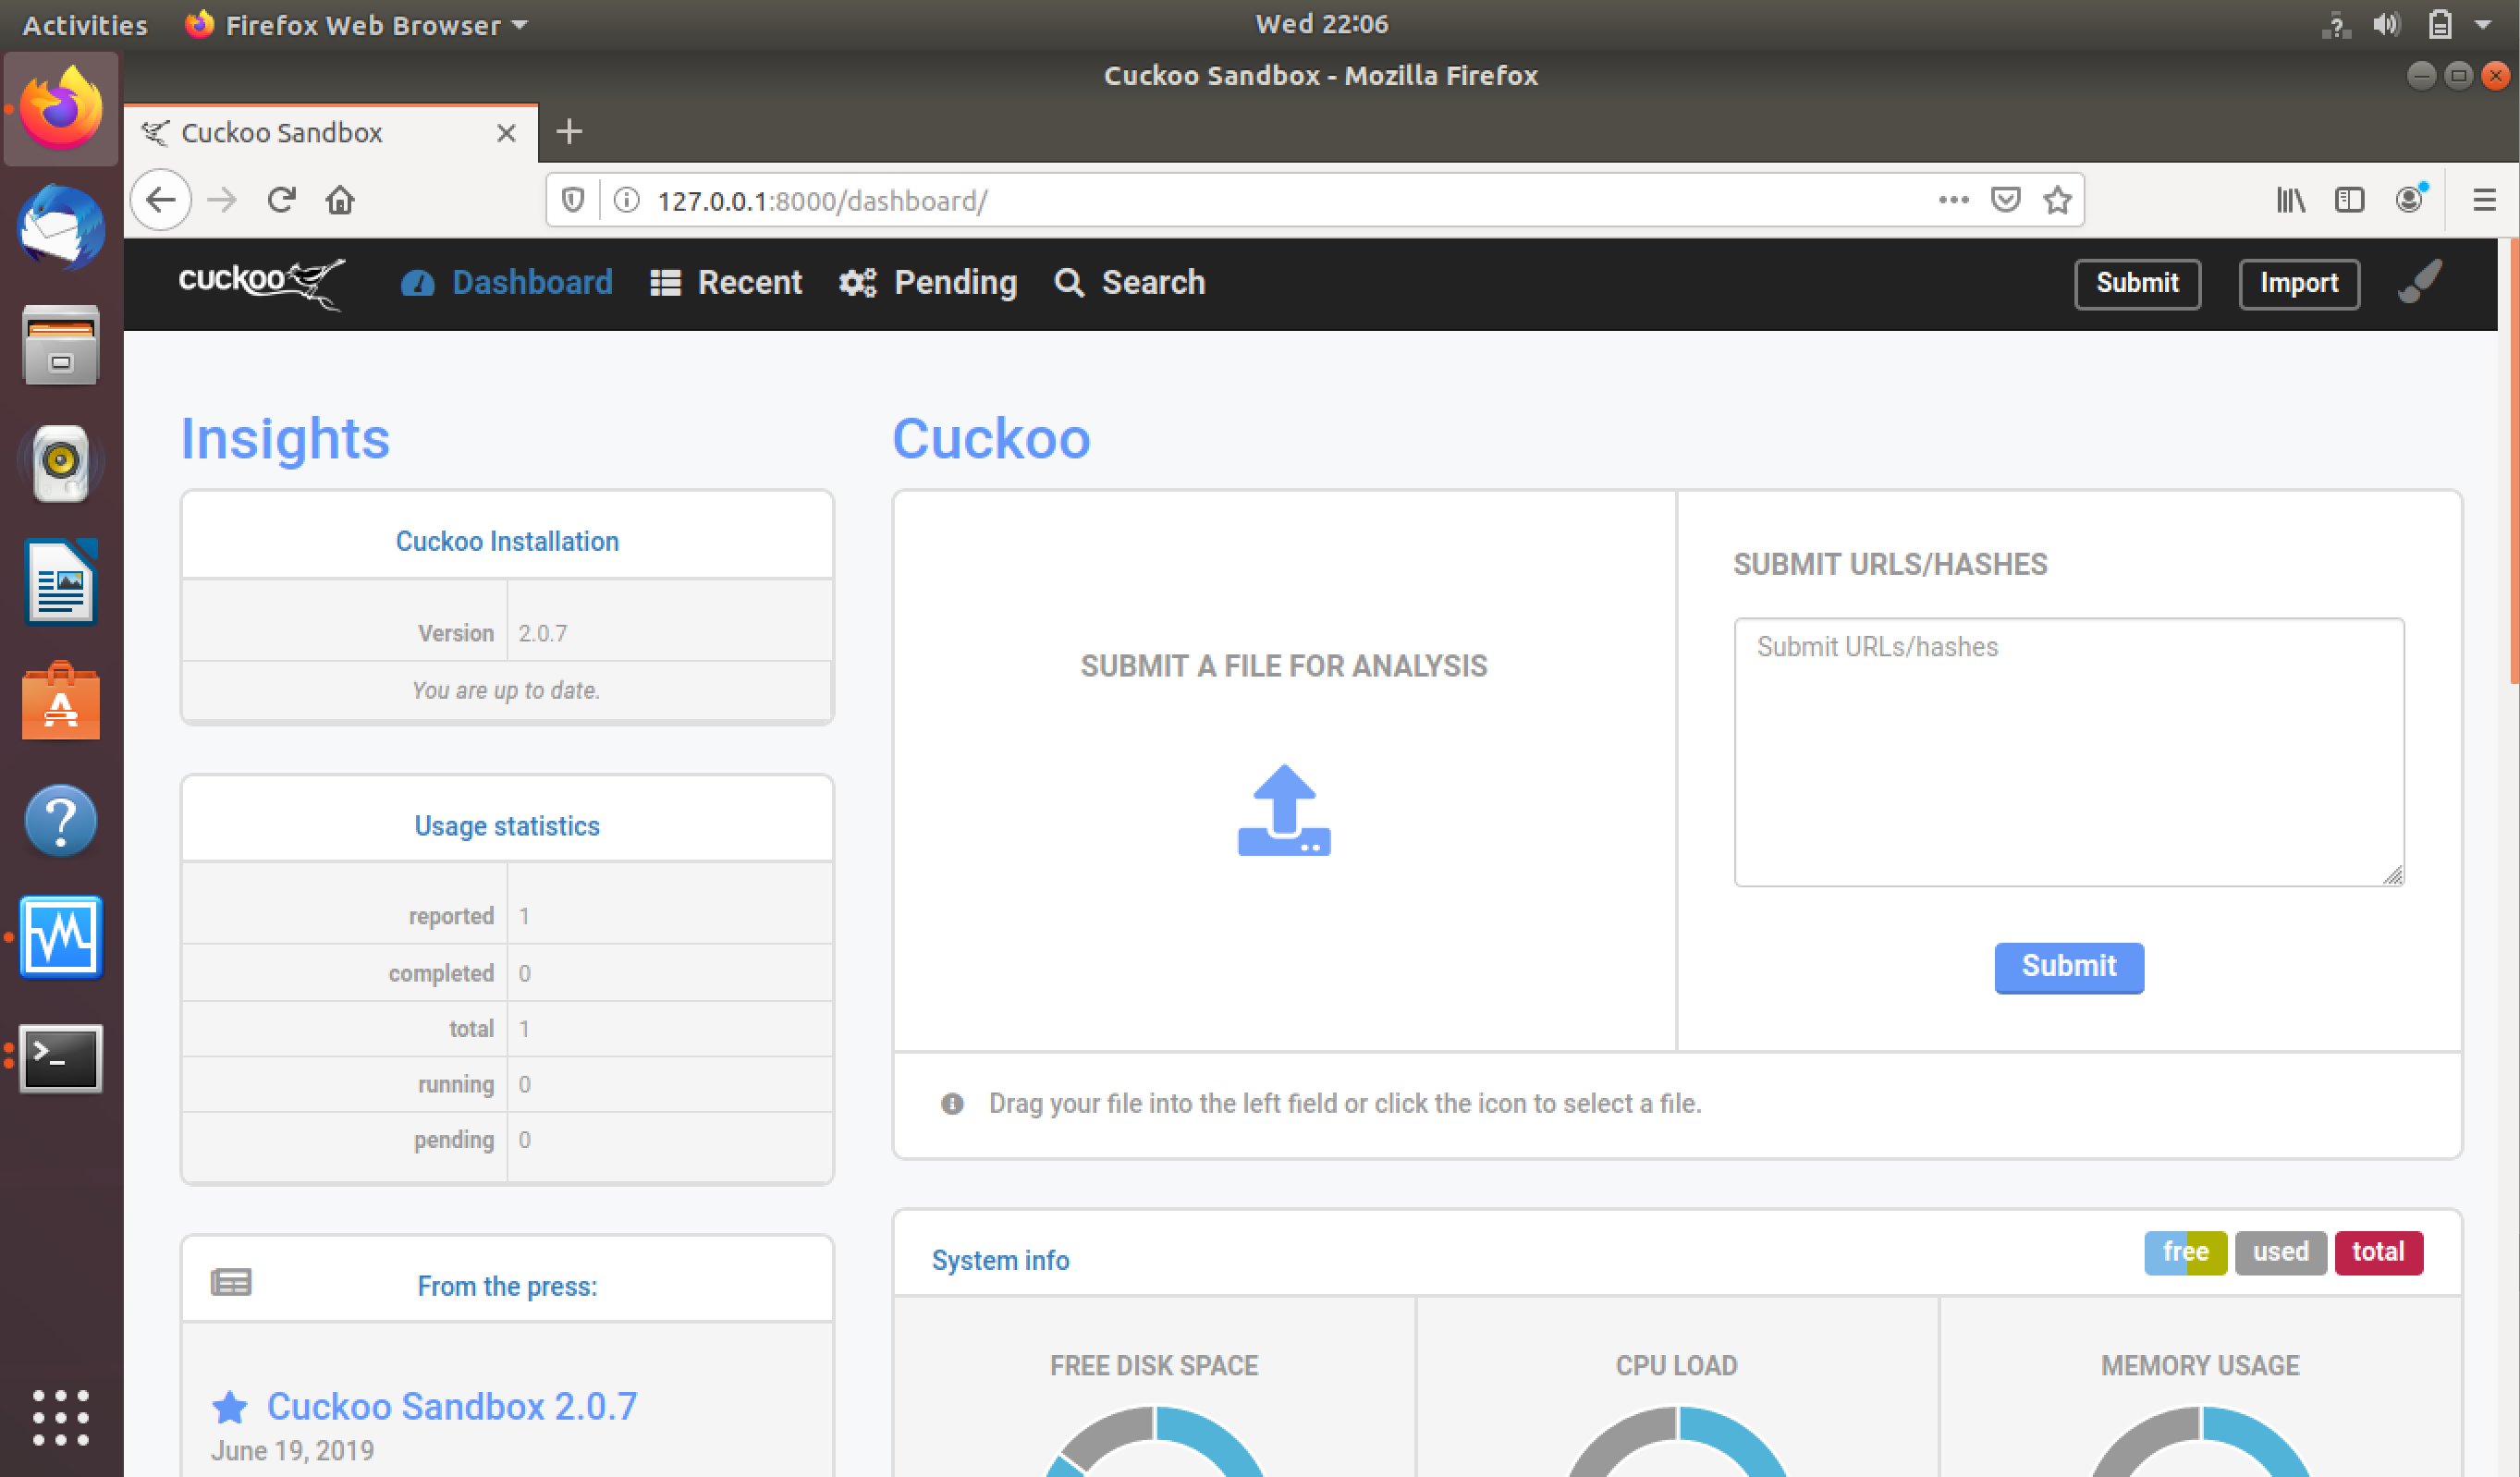 Activities Firefox Web Browser Wed 22:06
Cuckoo Sandbox - Mozilla Firefox
Cuckoo Sandbox
127.0.0.1:8000/dashboard/
cuckoo Dashboard Recent Pending Search Submit Import
Insights
Cuckoo Installation
Version 2.0.7
You are up to date.
Usage statistics
reported 1
completed 0
total 1
running 0
pending 0
From the press:
Cuckoo Sandbox 2.0.7
June 19, 2019
Cuckoo
SUBMIT A FILE FOR ANALYSIS
SUBMIT URLS/HASHES
Submit URLs/hashes
Submit
Drag your file into the left field or click the icon to select a file.
System info free used total
FREE DISK SPACE CPU LOAD MEMORY USAGE